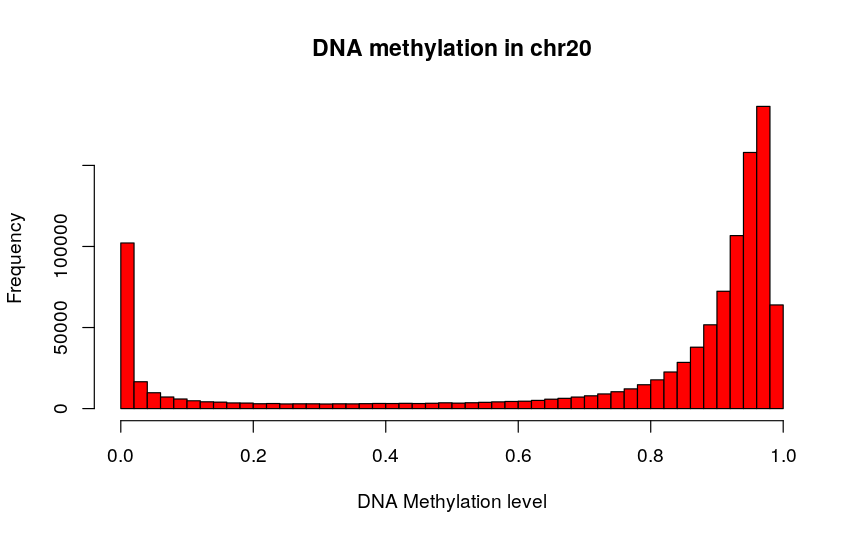 DNA methylation in chr20
Frequency
100000
50000
0
0.0 0.2 0.4 0.6 0.8 1.0
DNA Methylation level